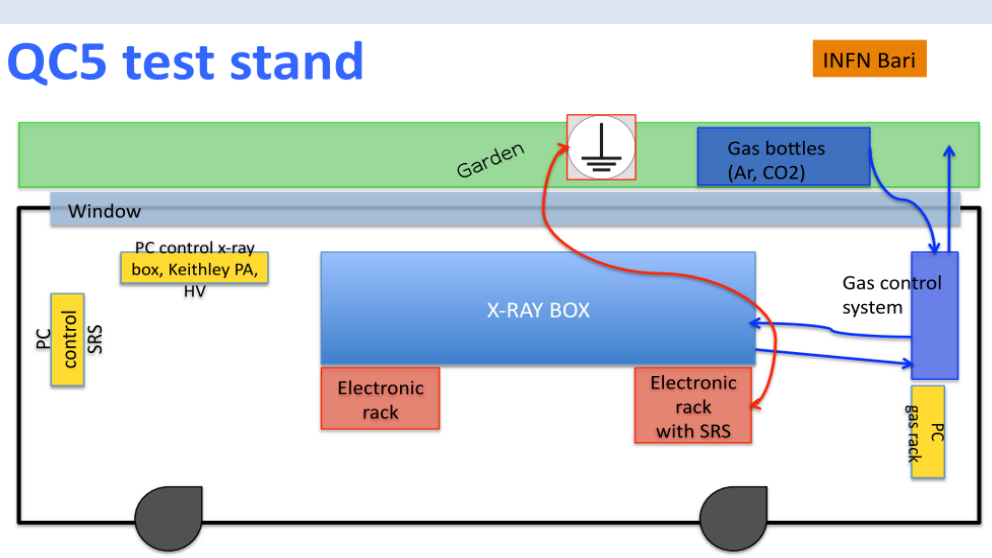 QC5 test stand
INFN Bari
Garden
Gas bottles
(Ar, CO2)
Window
PC control x-ray
box, Keithley PA,
HV
PC
control
SRS
X-RAY BOX
Gas control
system
Electronic
rack
Electronic
rack
with SRS
PC
gas rack